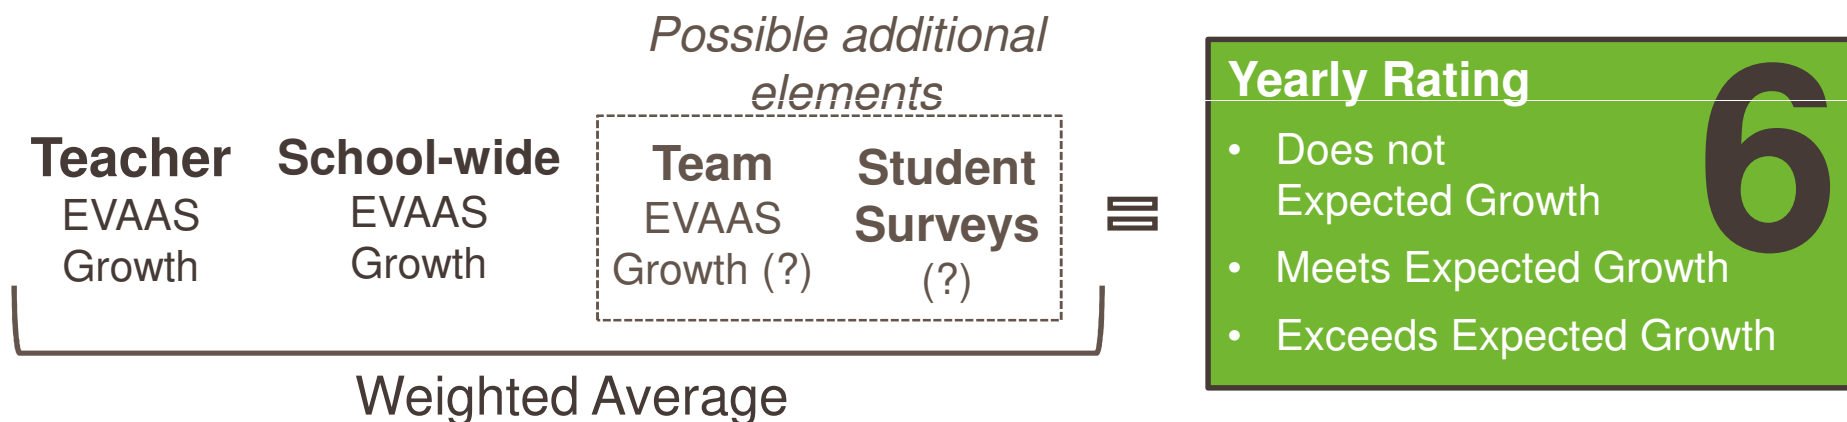 Possible additional
elements
Teacher
EVAAS
Growth
School-wide
EVAAS
Growth
Team
EVAAS
Growth (?)
Student
Surveys
(?)
Weighted Average
=
Yearly Rating
6
• Does not
Expected Growth
• Meets Expected Growth
• Exceeds Expected Growth